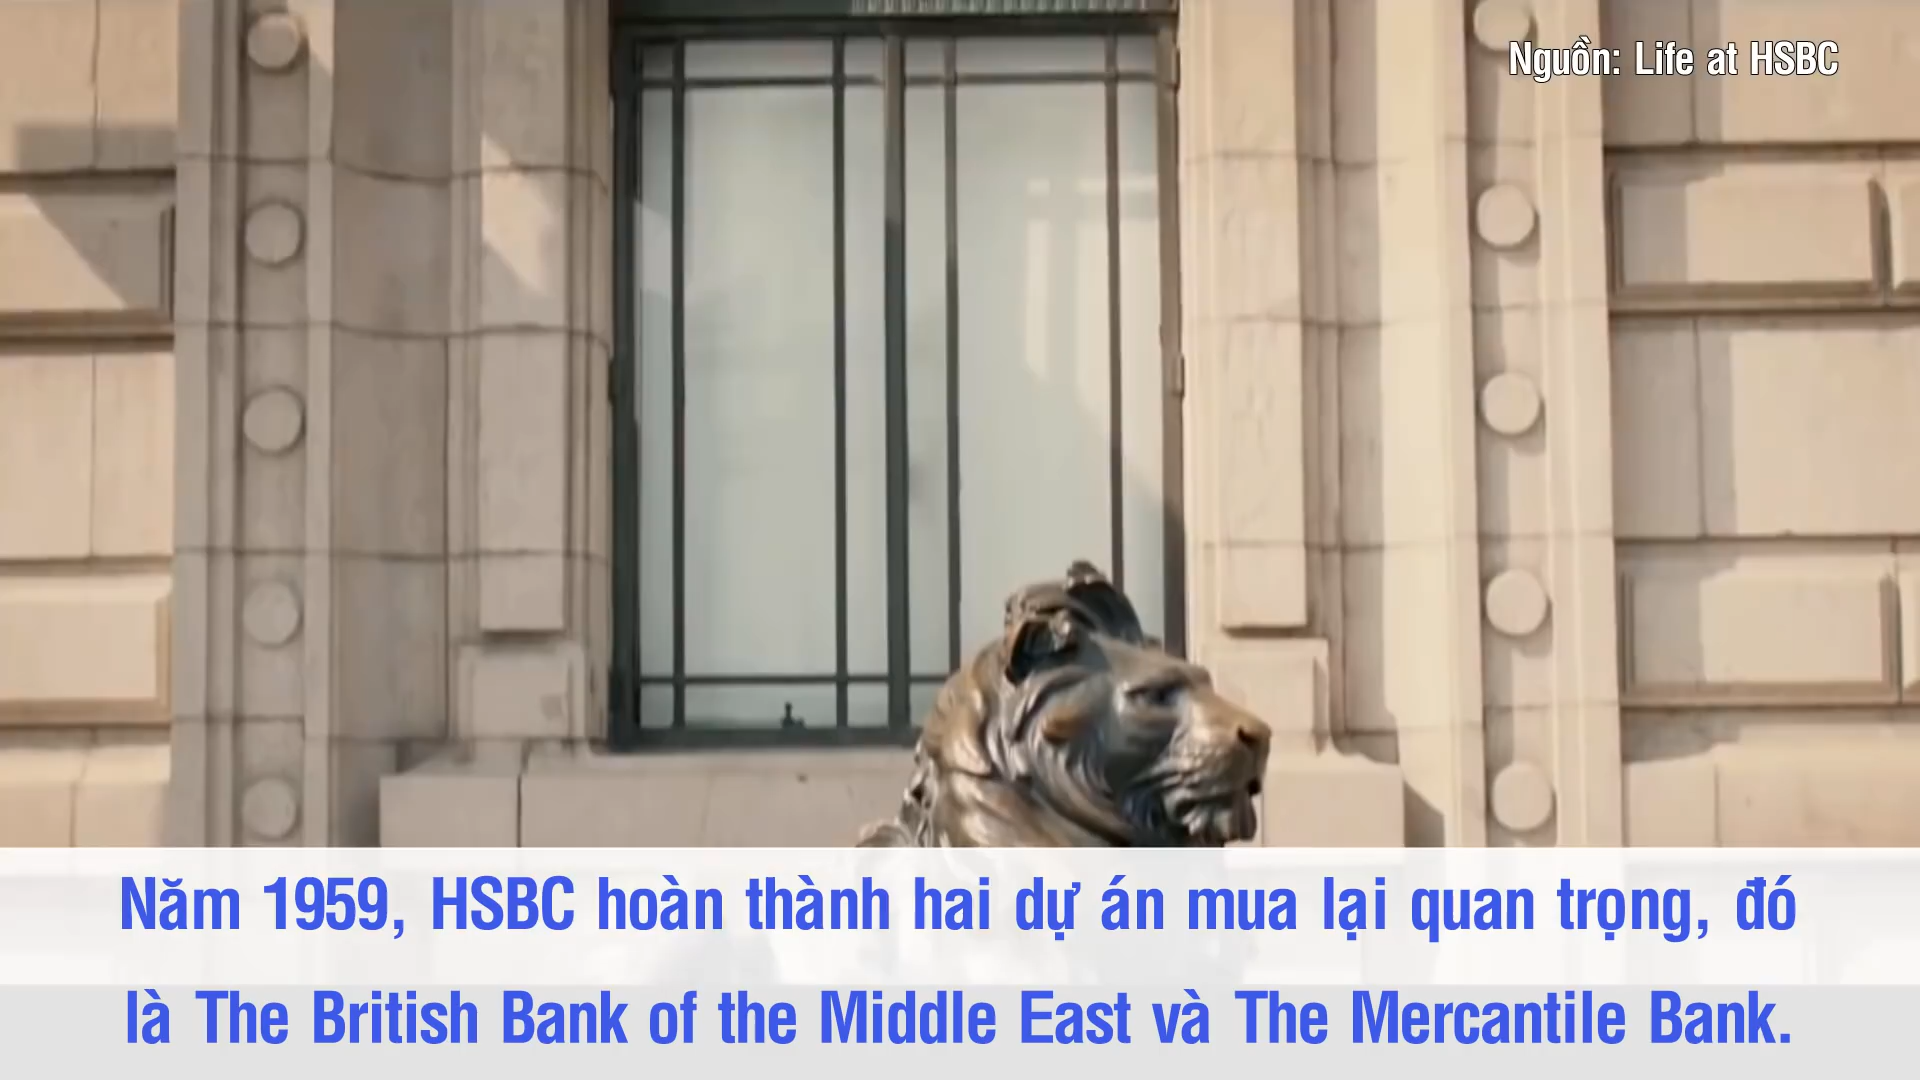 Nguồn: Life at HSBC
Năm 1959, HSBC hoàn thành hai dự án mua lại quan trọng, đó
là The British Bank of the Middle East và The Mercantile Bank.